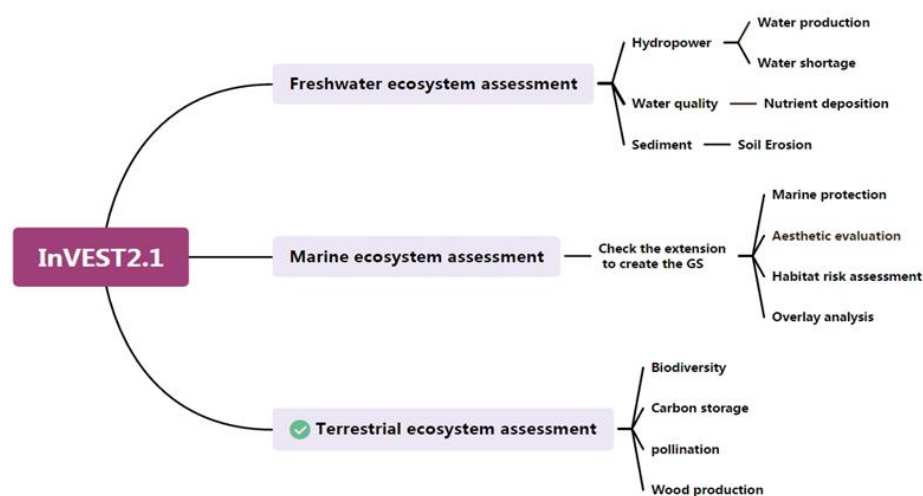 InVEST2.1
Freshwater ecosystem assessment
Hydropower
Water production
Water shortage
Water quality
Nutrient deposition
Sediment
Soil Erosion
Marine ecosystem assessment
Check the extension
to create the GS
Marine protection
Aesthetic evaluation
Habitat risk assessment
Overlay analysis
Terrestrial ecosystem assessment
Biodiversity
Carbon storage
pollination
Wood production